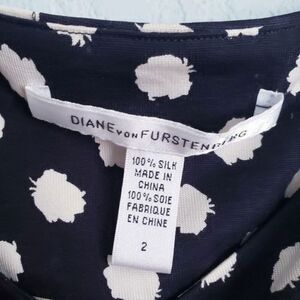 DIANE VON FURSTENBERG
100% SILK
MADE IN
CHINA
100% SOIE
FABRIQUE
EN CHINE
2